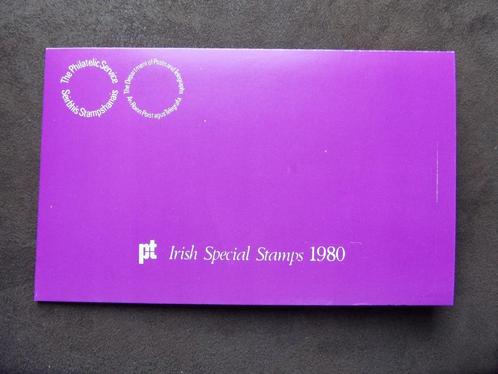 The Philatelic Service
Seirbhís Stampshanais
The Department of Posts and Telegraphs
An Roinn Poist agus Telegrafa
pt Irish Special Stamps 1980